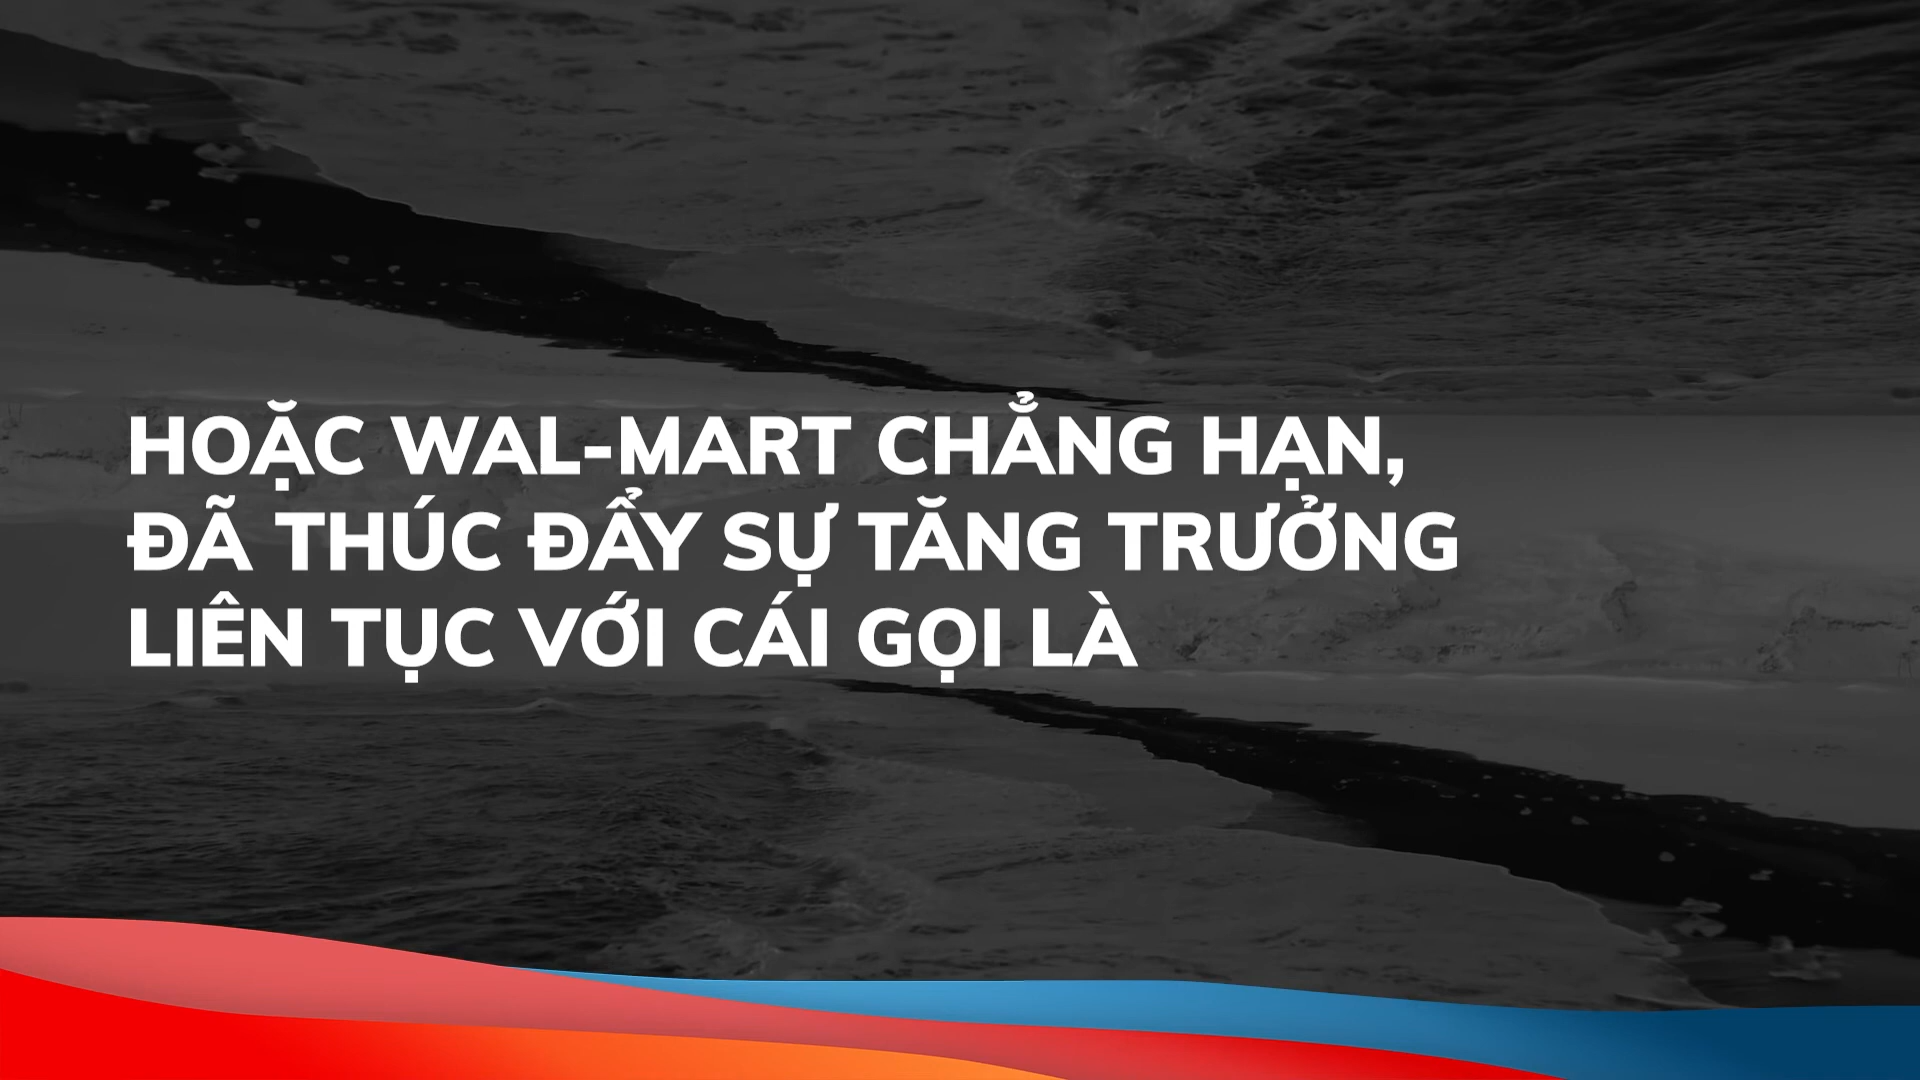 HOẶC WAL-MART CHẲNG HẠN,
ĐÃ THÚC ĐẨY SỰ TĂNG TRƯỞNG
LIÊN TỤC VỚI CÁI GỌI LÀ